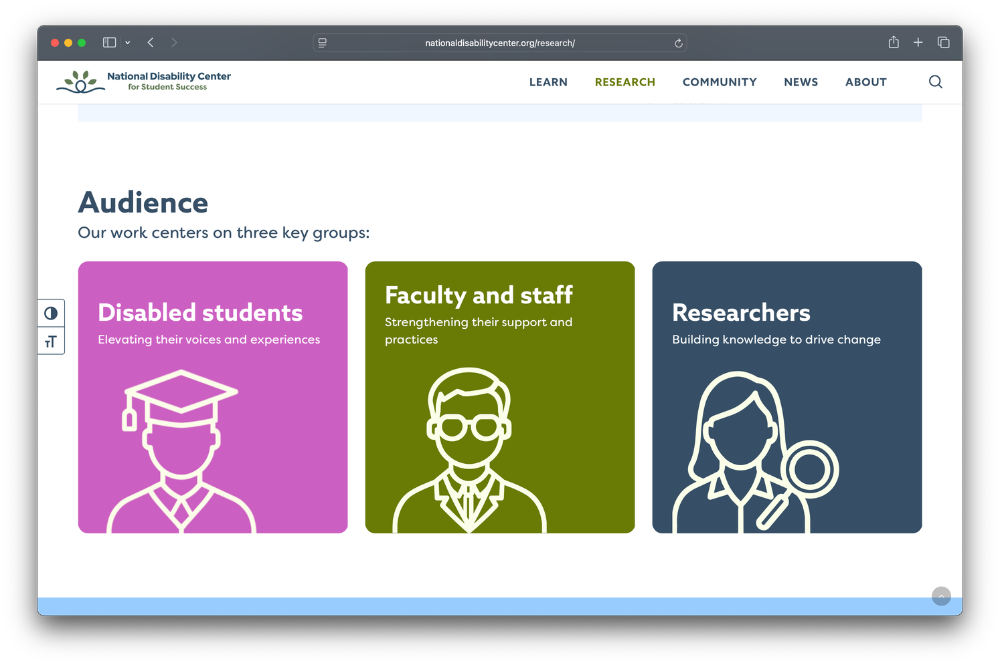 nationaldisabilitycenter.org/research/
National Disability Center
for Student Success
LEARN
RESEARCH
COMMUNITY
NEWS
ABOUT
Audience
Our work centers on three key groups:
Disabled students
Elevating their voices and experiences
Faculty and staff
Strengthening their support and
practices
Researchers
Building knowledge to drive change
TT